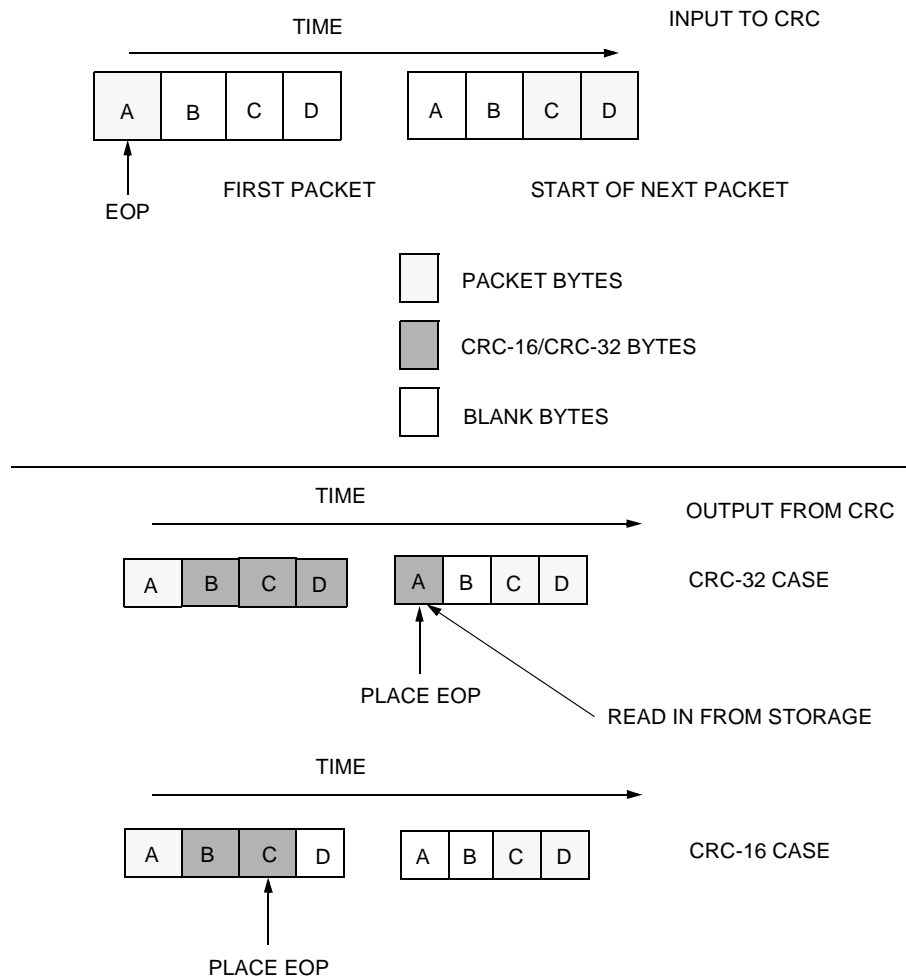 INPUT TO CRC
TIME
A B C D A B C D
FIRST PACKET START OF NEXT PACKET
EOP
PACKET BYTES
CRC-16/CRC-32 BYTES
BLANK BYTES
TIME
OUTPUT FROM CRC
A B C D A B C D CRC-32 CASE
PLACE EOP
READ IN FROM STORAGE
TIME
A B C D A B C D CRC-16 CASE
PLACE EOP